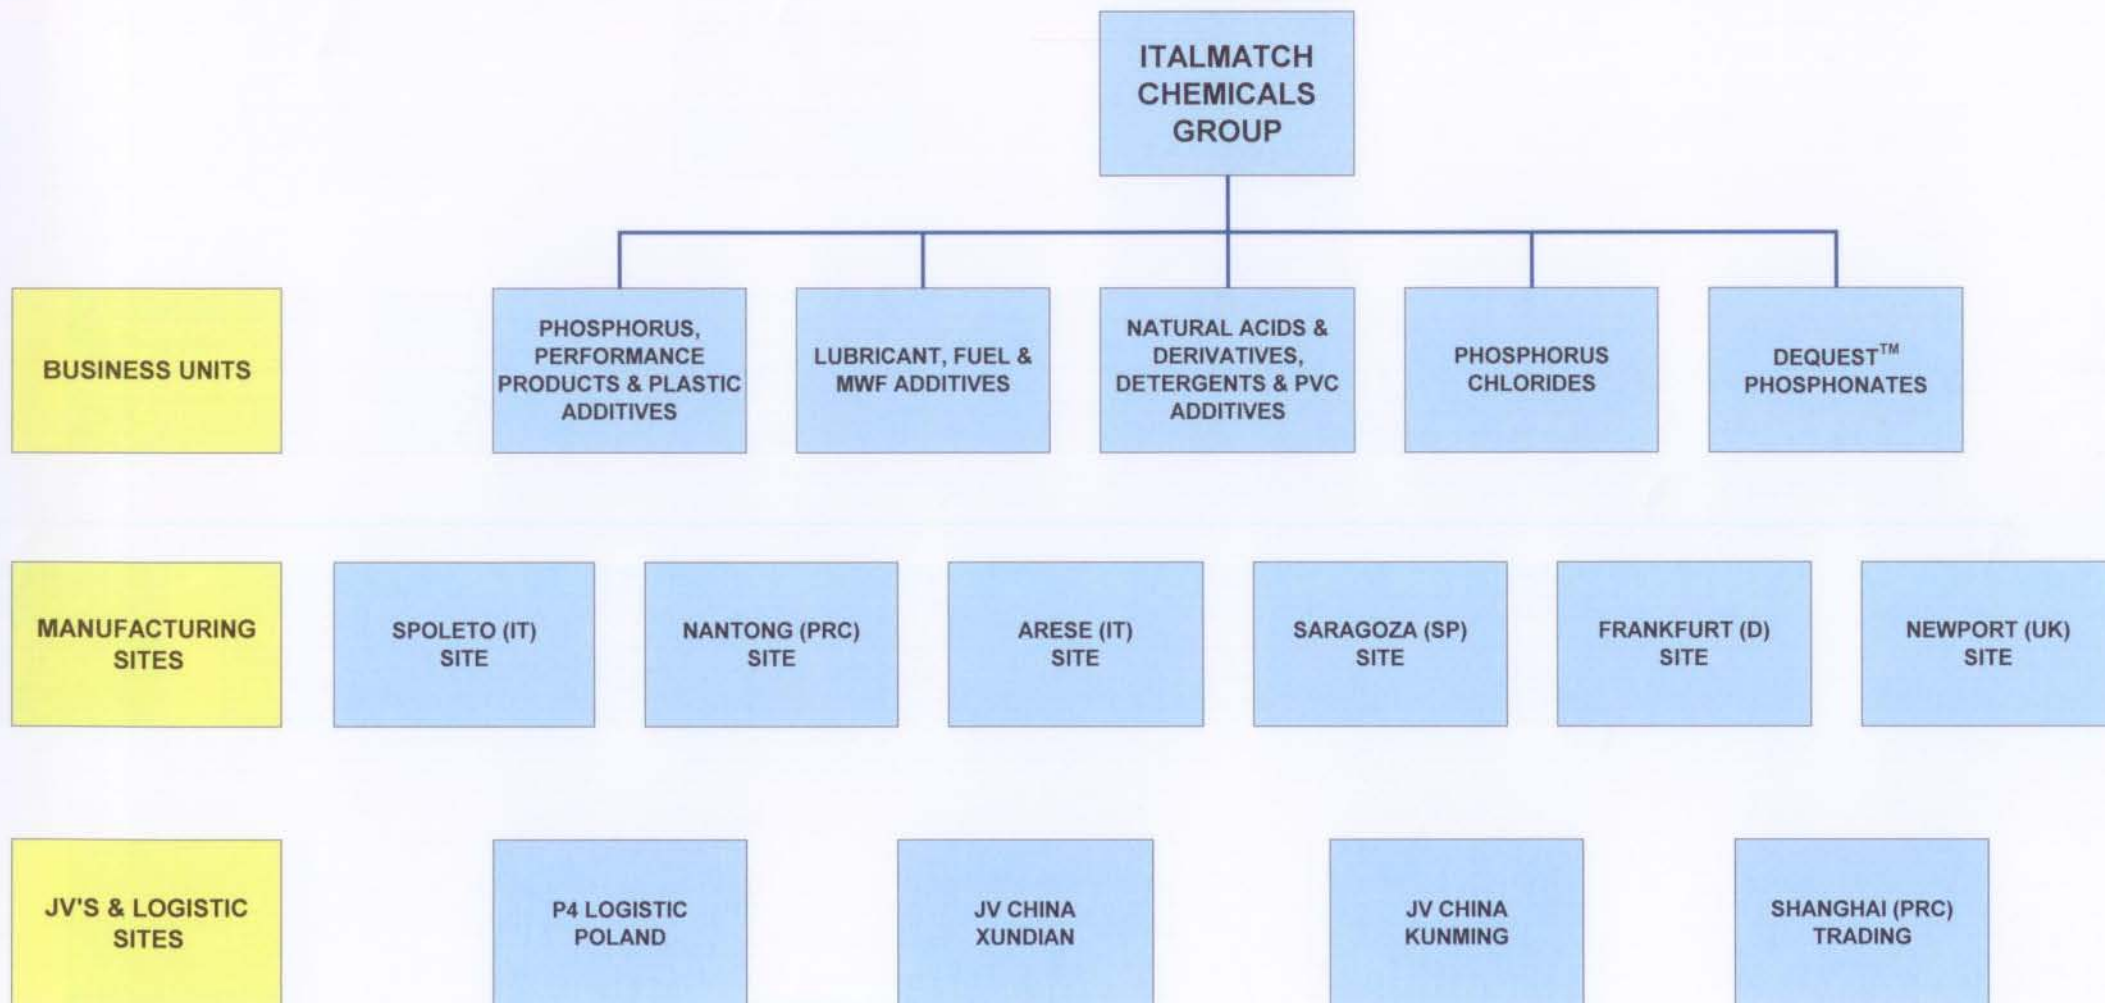 ITALMATCH
CHEMICALS
GROUP
BUSINESS UNITS
PHOSPHORUS,
PERFORMANCE
PRODUCTS & PLASTIC
ADDITIVES
LUBRICANT, FUEL &
MWF ADDITIVES
NATURAL ACIDS &
DERIVATIVES,
DETERGENTS & PVC
ADDITIVES
PHOSPHORUS
CHLORIDES
DEQUEST™
PHOSPHONATES
MANUFACTURING
SITES
SPOLETO (IT)
SITE
NANTONG (PRC)
SITE
ARESE (IT)
SITE
SARAGOZA (SP)
SITE
FRANKFURT (D)
SITE
NEWPORT (UK)
SITE
JV'S & LOGISTIC
SITES
P4 LOGISTIC
POLAND
JV CHINA
XUNDIAN
JV CHINA
KUNMING
SHANGHAI (PRC)
TRADING